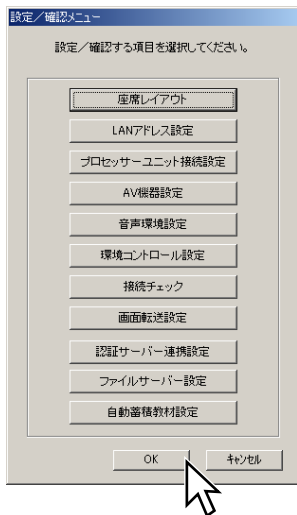 設定／確認メニュー
設定／確認する項目を選択してください。
座席レイアウト
LANアドレス設定
プロセッサーユニット接続設定
AV機器設定
音声環境設定
環境コントロール設定
接続チェック
画面転送設定
認証サーバー連携設定
ファイルサーバー設定
自動蓄積教材設定
OK キャンセル